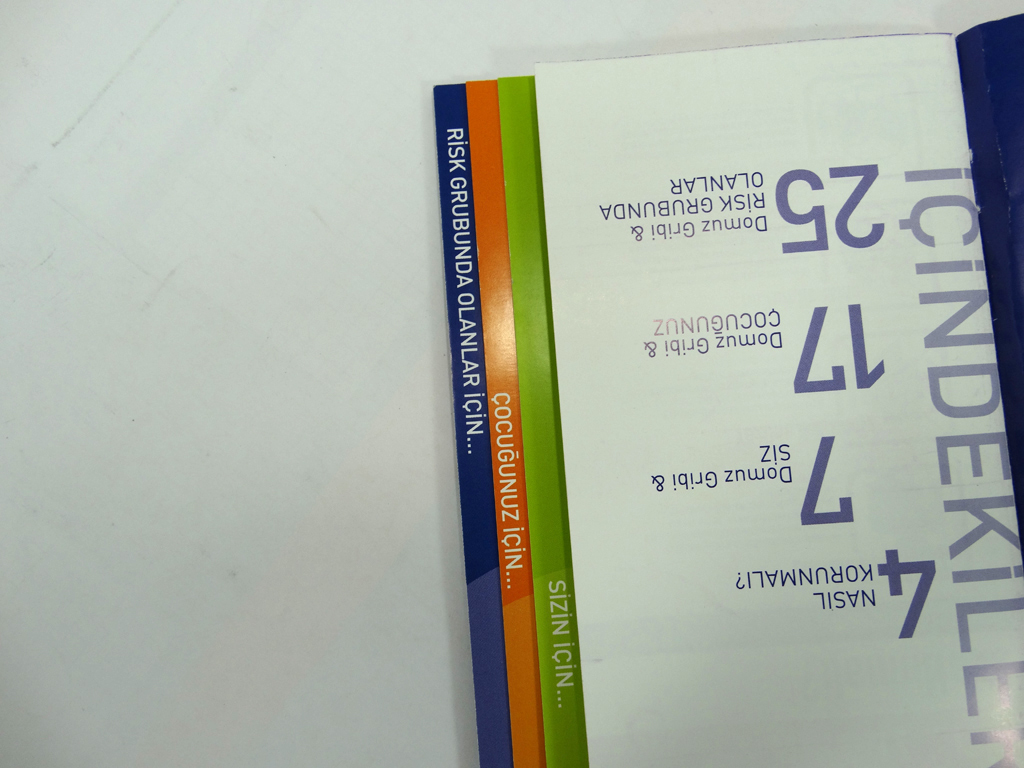 İÇİNDEKİLER
4
NASIL
KORUNMALI?
7
Domuz Gribi &
SİZ
17
Domuz Gribi &
ÇOCUĞUNUZ
25
Domuz Gribi &
RİSK GRUBUNDA
OLANLAR
SİZİN İÇİN...
ÇOCUĞUNUZ İÇİN...
RİSK GRUBUNDA OLANLAR İÇİN...